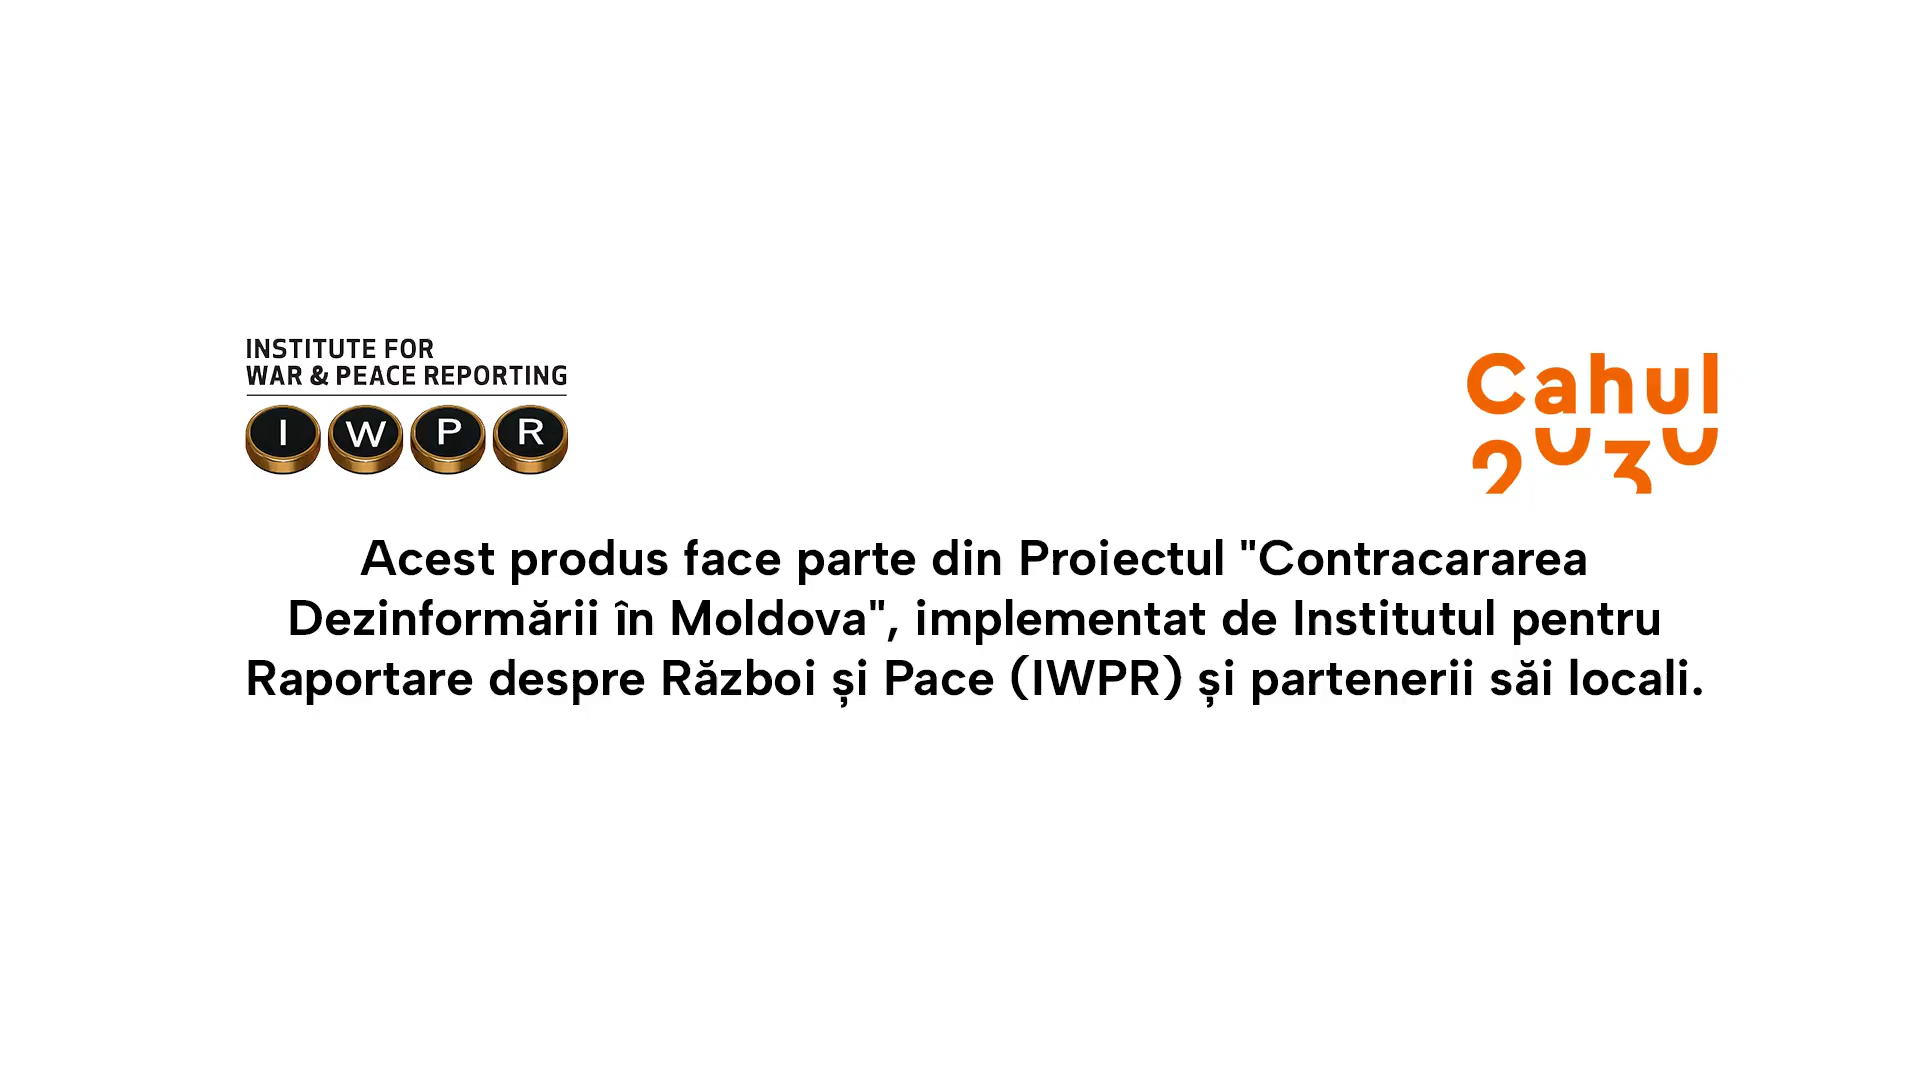 INSTITUTE FOR
WAR & PEACE REPORTING
I W P R
Cahul
2030
Acest produs face parte din Proiectul "Contracararea
Dezinformării în Moldova", implementat de Institutul pentru
Raportare despre Război și Pace (IWPR) și partenerii săi locali.